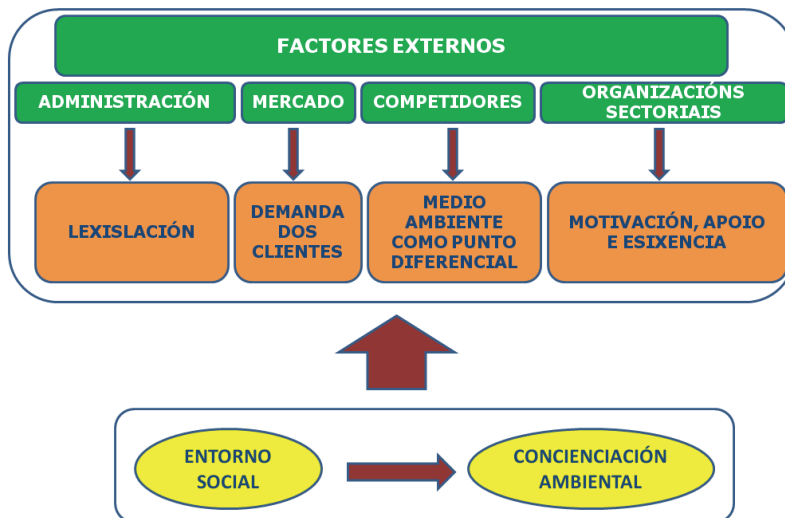 FACTORES EXTERNOS
ADMINISTRACIÓN
MERCADO
COMPETIDORES
ORGANIZACIÓNS
SECTORIAIS
LEXISLACIÓN
DEMANDA
DOS
CLIENTES
MEDIO
AMBIENTE
COMO PUNTO
DIFERENCIAL
MOTIVACIÓN, APOIO
E ESIXENCIA
ENTORNO
SOCIAL
CONCIENCIACIÓN
AMBIENTAL